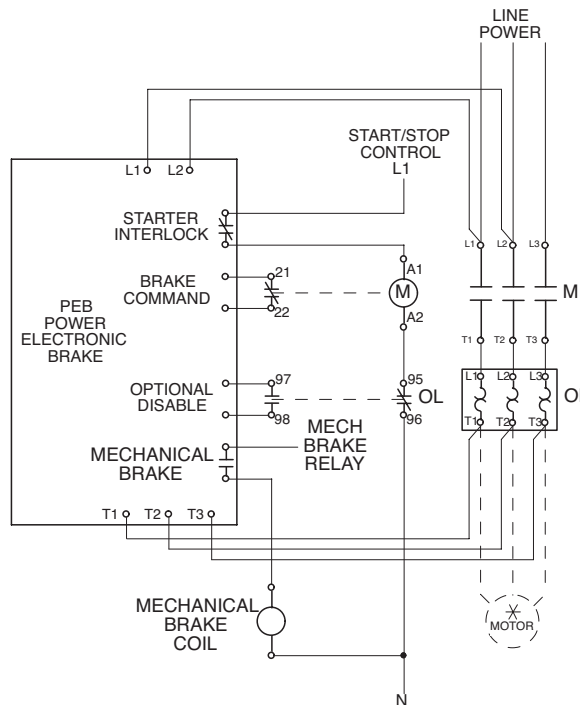 LINE
POWER
START/STOP
CONTROL
L1
L1 L2
STARTER
INTERLOCK
L1 L2 L3
A1
21
BRAKE
COMMAND
M
M
22
A2
PEB
POWER
ELECTRONIC
BRAKE
T1 T2 T3
97
95
L1 L2 L3
OPTIONAL
DISABLE
OL
O
98
96
T1 T2 T3
MECH
BRAKE
RELAY
MECHANICAL
BRAKE
T1 T2 T3
MECHANICAL
BRAKE
COIL
MOTOR
N